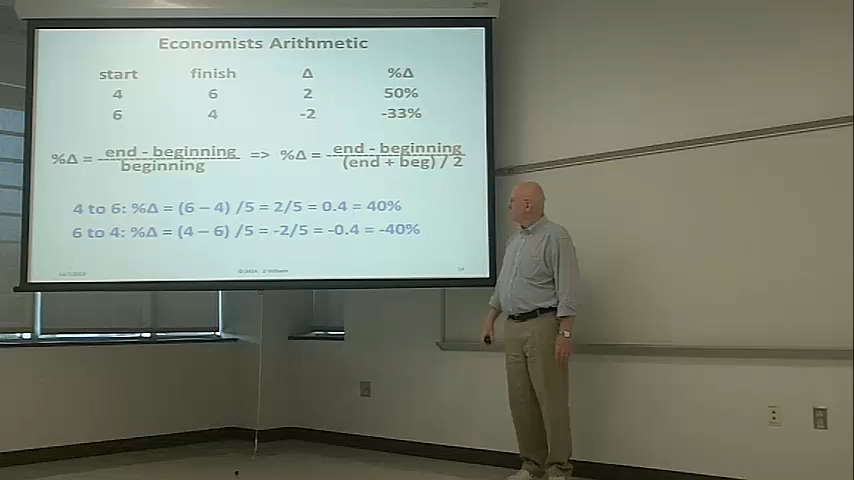 Economists Arithmetic
start finish Δ %Δ
4 6 2 50%
6 4 -2 -33%
%Δ = end - beginning / beginning => %Δ = end - beginning / (end + beg) / 2
4 to 6: %Δ = (6 – 4) /5 = 2/5 = 0.4 = 40%
6 to 4: %Δ = (4 – 6) /5 = -2/5 = -0.4 = -40%